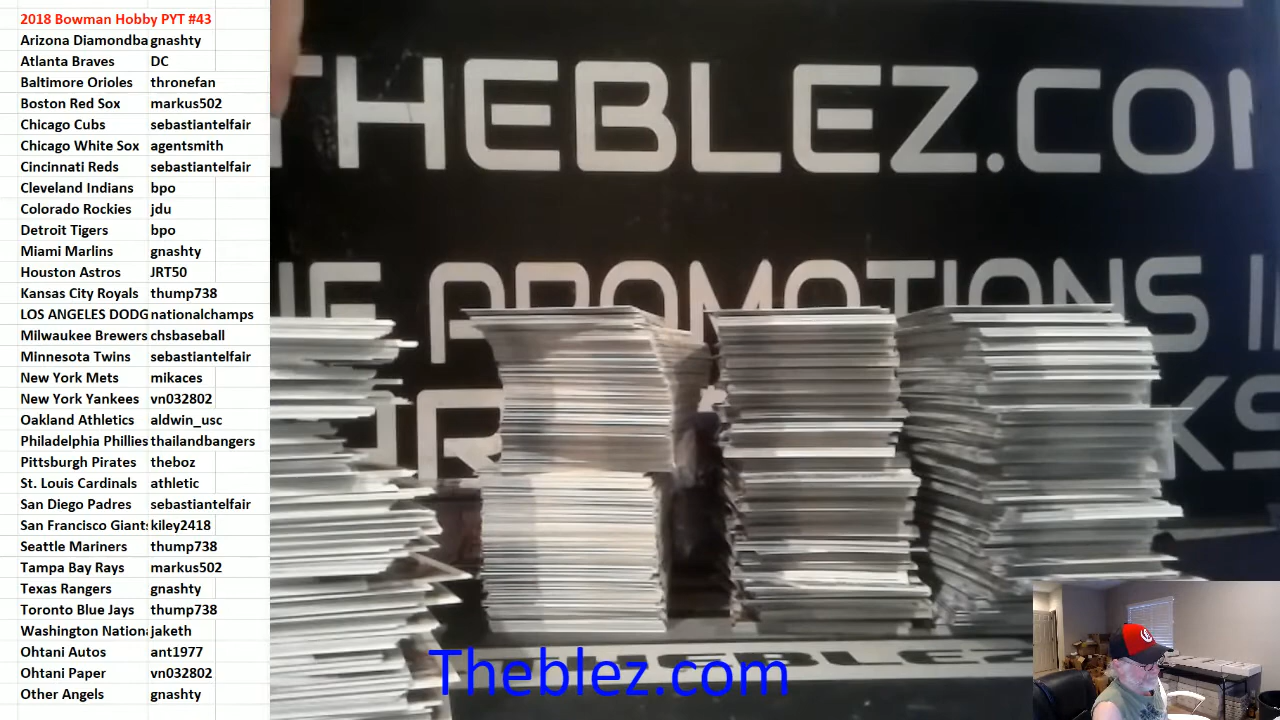 2018 Bowman Hobby PYT #43
Arizona Diamondba gnashty
Atlanta Braves DC
Baltimore Orioles thronefan
Boston Red Sox markus502
Chicago Cubs sebastiantelfair
Chicago White Sox agentsmith
Cincinnati Reds sebastiantelfair
Cleveland Indians bpo
Colorado Rockies jdu
Detroit Tigers bpo
Miami Marlins gnashty
Houston Astros JRT50
Kansas City Royals thump738
LOS ANGELES DODG nationalchamps
Milwaukee Brewers chsbaseball
Minnesota Twins sebastiantelfair
New York Mets mikaces
New York Yankees vn032802
Oakland Athletics aldwin_usc
Philadelphia Phillies thailandbangers
Pittsburgh Pirates theboz
St. Louis Cardinals athletic
San Diego Padres sebastiantelfair
San Francisco Giants kiley2418
Seattle Mariners thump738
Tampa Bay Rays markus502
Texas Rangers gnashty
Toronto Blue Jays thump738
Washington Nationa jaketh
Ohtani Autos ant1977
Ohtani Paper vn032802
Other Angels gnashty
THEBLEZ.COM
PROMOTIONS
THEBLEZ
Theblez.com